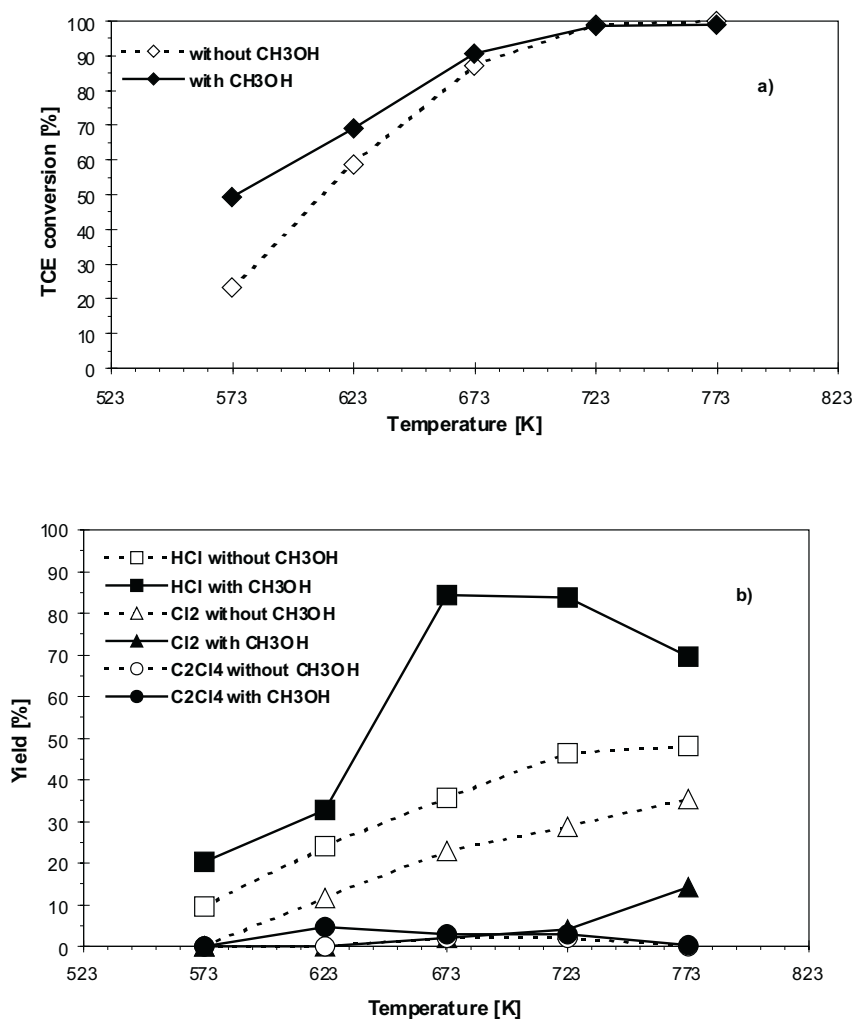 100
90
80
70
60
50
40
30
20
10
0
TCE conversion [%]
without CH3OH
with CH3OH
a)
523 573 623 673 723 773 823
Temperature [K]
100
90
80
70
60
50
40
30
20
10
0
Yield [%]
HCl without CH3OH
HCl with CH3OH
Cl2 without CH3OH
Cl2 with CH3OH
C2Cl4 without CH3OH
C2Cl4 with CH3OH
b)
523 573 623 673 723 773 823
Temperature [K]